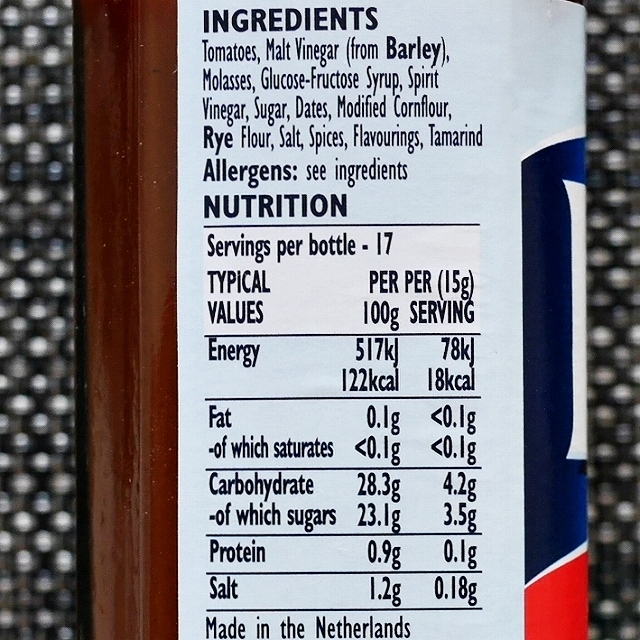 INGREDIENTS
Tomatoes, Malt Vinegar (from Barley),
Molasses, Glucose-Fructose Syrup, Spirit
Vinegar, Sugar, Dates, Modified Cornflour,
Rye Flour, Salt, Spices, Flavourings, Tamarind
Allergens: see ingredients
NUTRITION
Servings per bottle - 17
TYPICAL PER PER (15g)
VALUES 100g SERVING
Energy 517kJ 78kJ
122kcal 18kcal
Fat 0.1g <0.1g
-of which saturates <0.1g <0.1g
Carbohydrate 28.3g 4.2g
-of which sugars 23.1g 3.5g
Protein 0.9g 0.1g
Salt 1.2g 0.18g
Made in the Netherlands